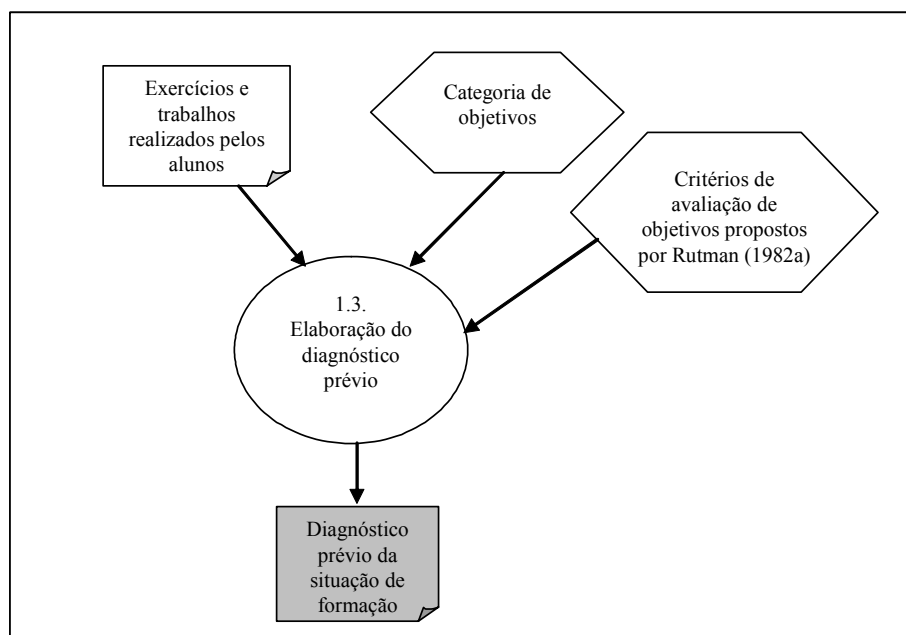 Exercícios e
trabalhos
realizados pelos
alunos
Categoria de
objetivos
Critérios de
avaliação de
objetivos propostos
por Rutman (1982a)
1.3.
Elaboração do
diagnóstico
prévio
Diagnóstico
prévio da
situação de
formação